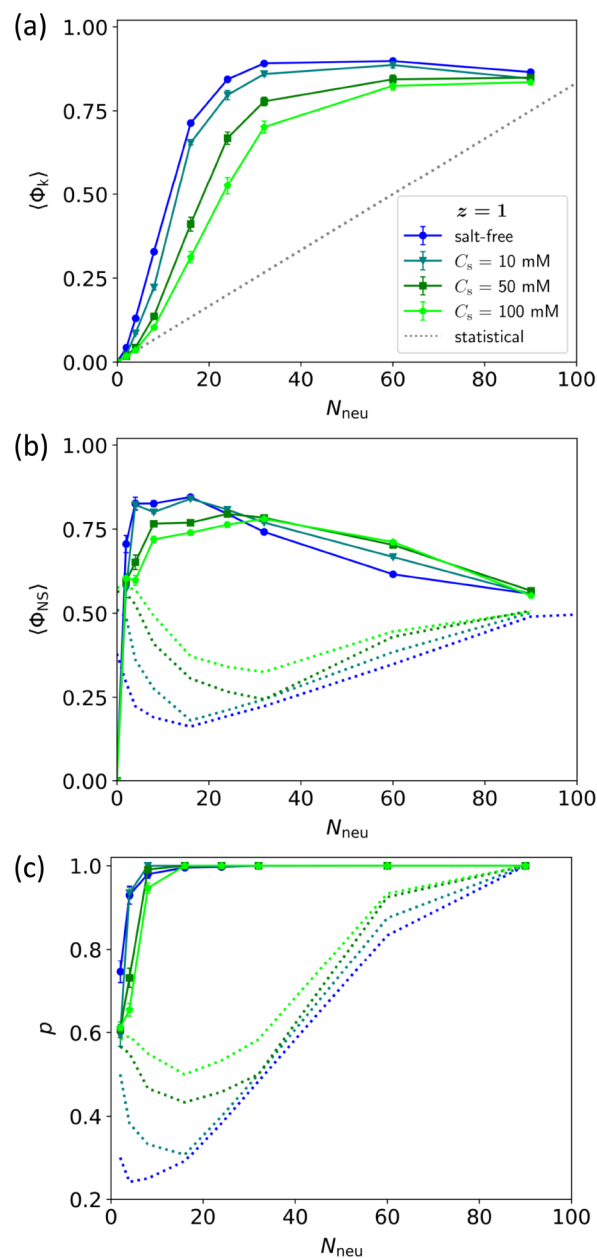 (a)
1.00
0.75
0.50
0.25
0.00
⟨Φk⟩
z = 1
salt-free
Cs = 10 mM
Cs = 50 mM
Cs = 100 mM
statistical
0 20 40 60 80 100
Nneu
(b)
1.00
0.75
0.50
0.25
0.00
⟨ΦNS⟩
0 20 40 60 80 100
Nneu
(c)
1.0
0.8
0.6
0.4
0.2
p
0 20 40 60 80 100
Nneu